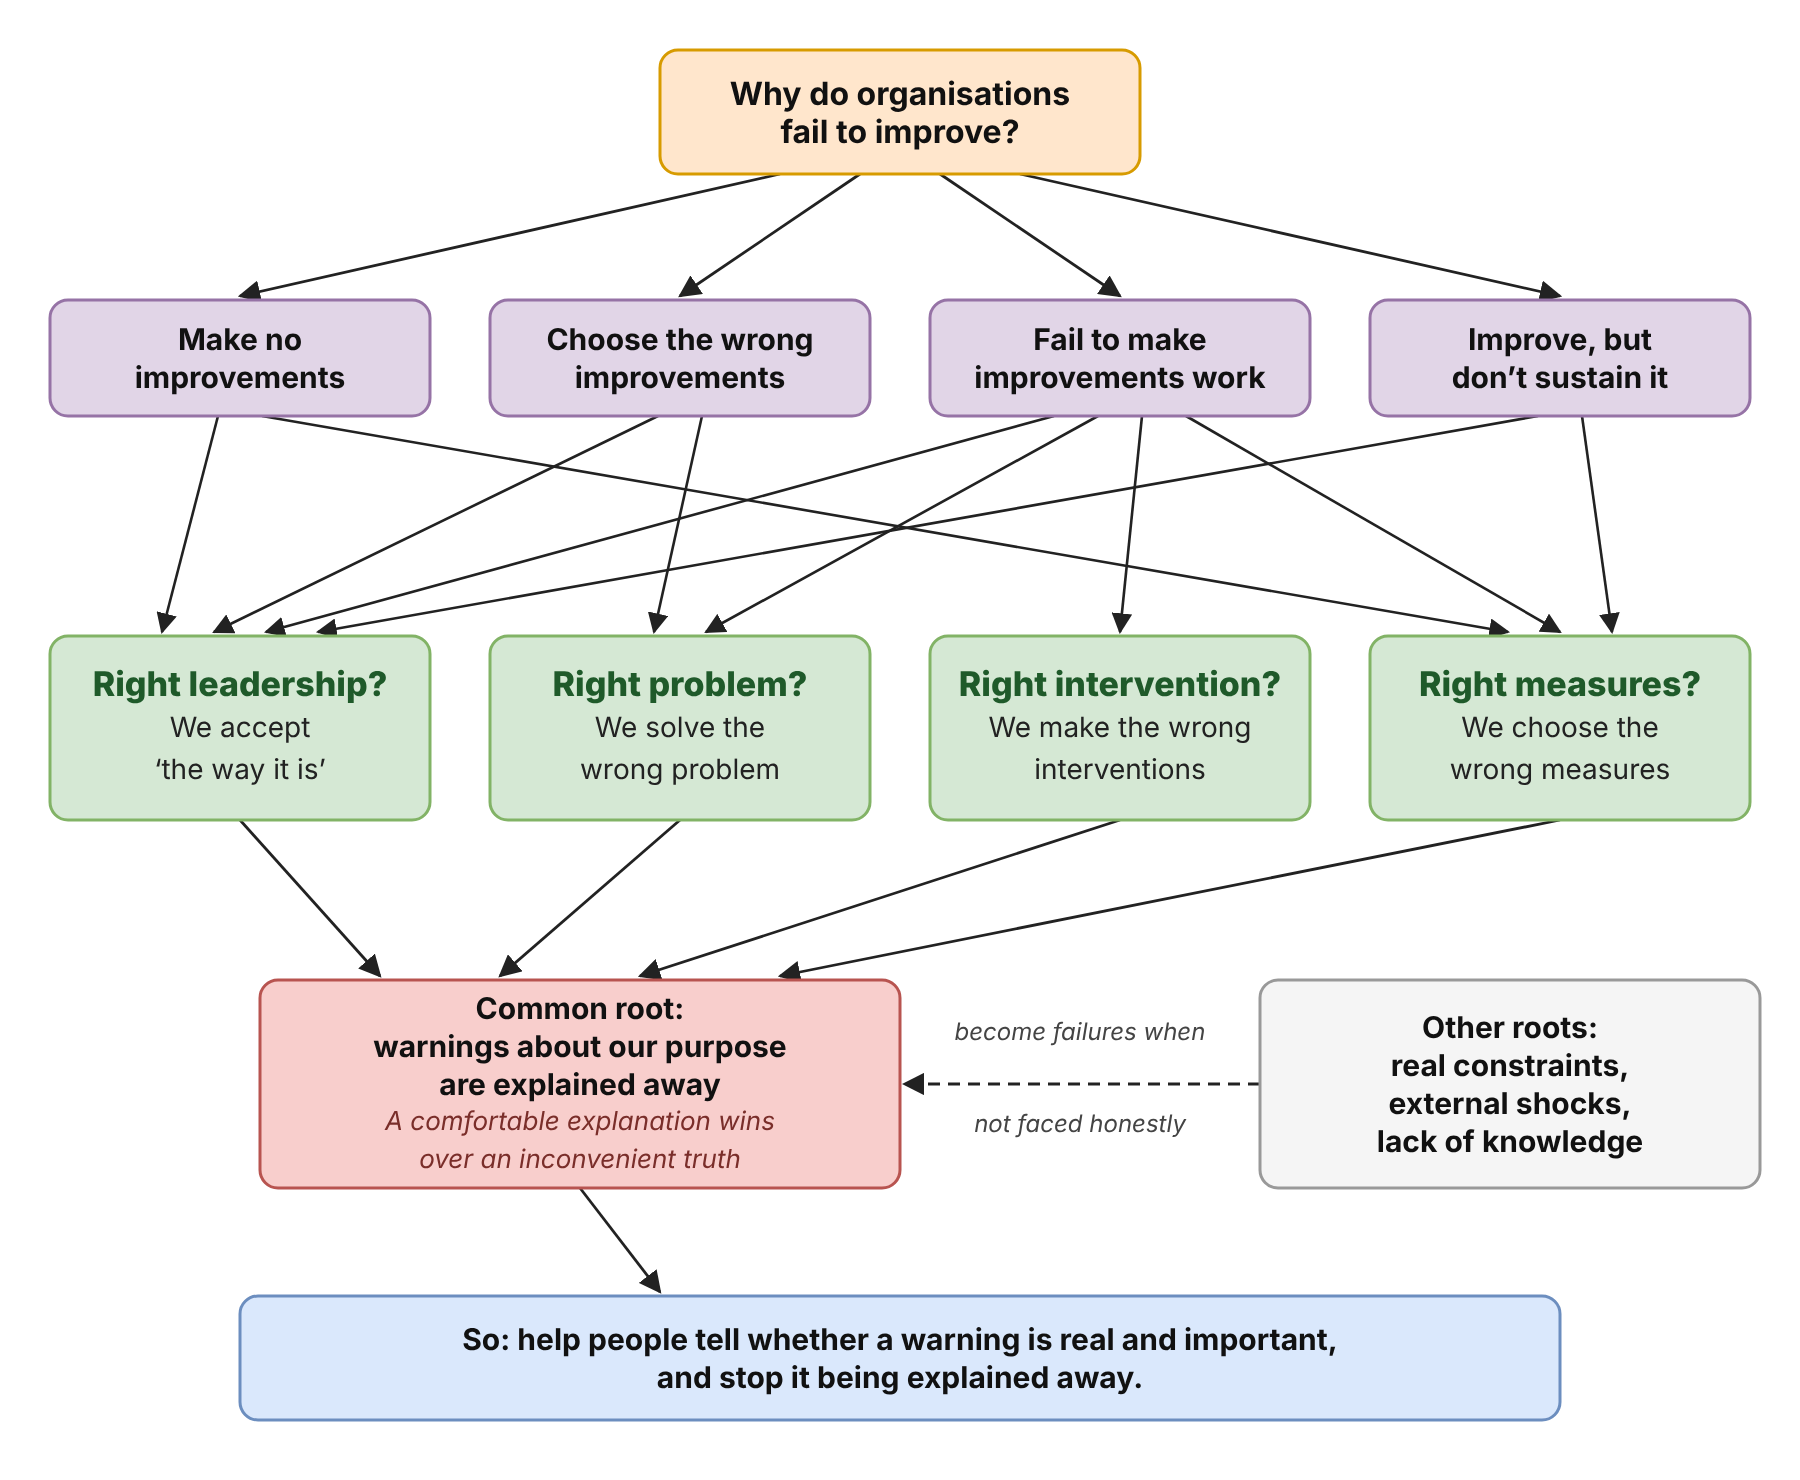 Why do organisations
fail to improve?
Make no
improvements
Choose the wrong
improvements
Fail to make
improvements work
Improve, but
don’t sustain it
Right leadership?
We accept
‘the way it is’
Right problem?
We solve the
wrong problem
Right intervention?
We make the wrong
interventions
Right measures?
We choose the
wrong measures
Common root:
warnings about our purpose
are explained away
A comfortable explanation wins
over an inconvenient truth
become failures when
not faced honestly
Other roots:
real constraints,
external shocks,
lack of knowledge
So: help people tell whether a warning is real and important,
and stop it being explained away.